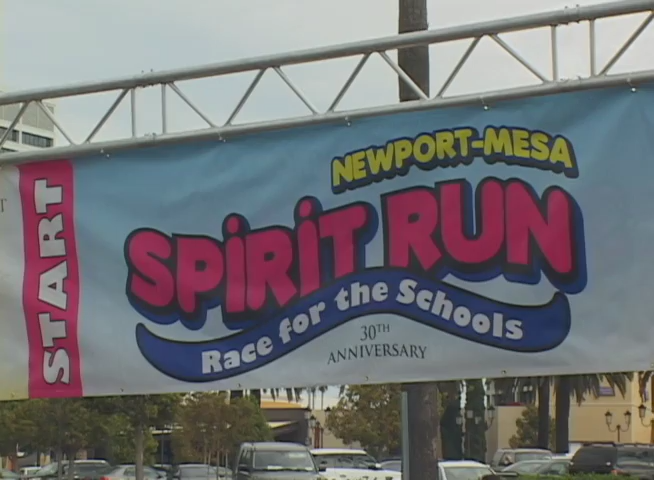 START
NEWPORT-MESA
SPiRiT RUN
Race for the Schools
30TH
ANNIVERSARY